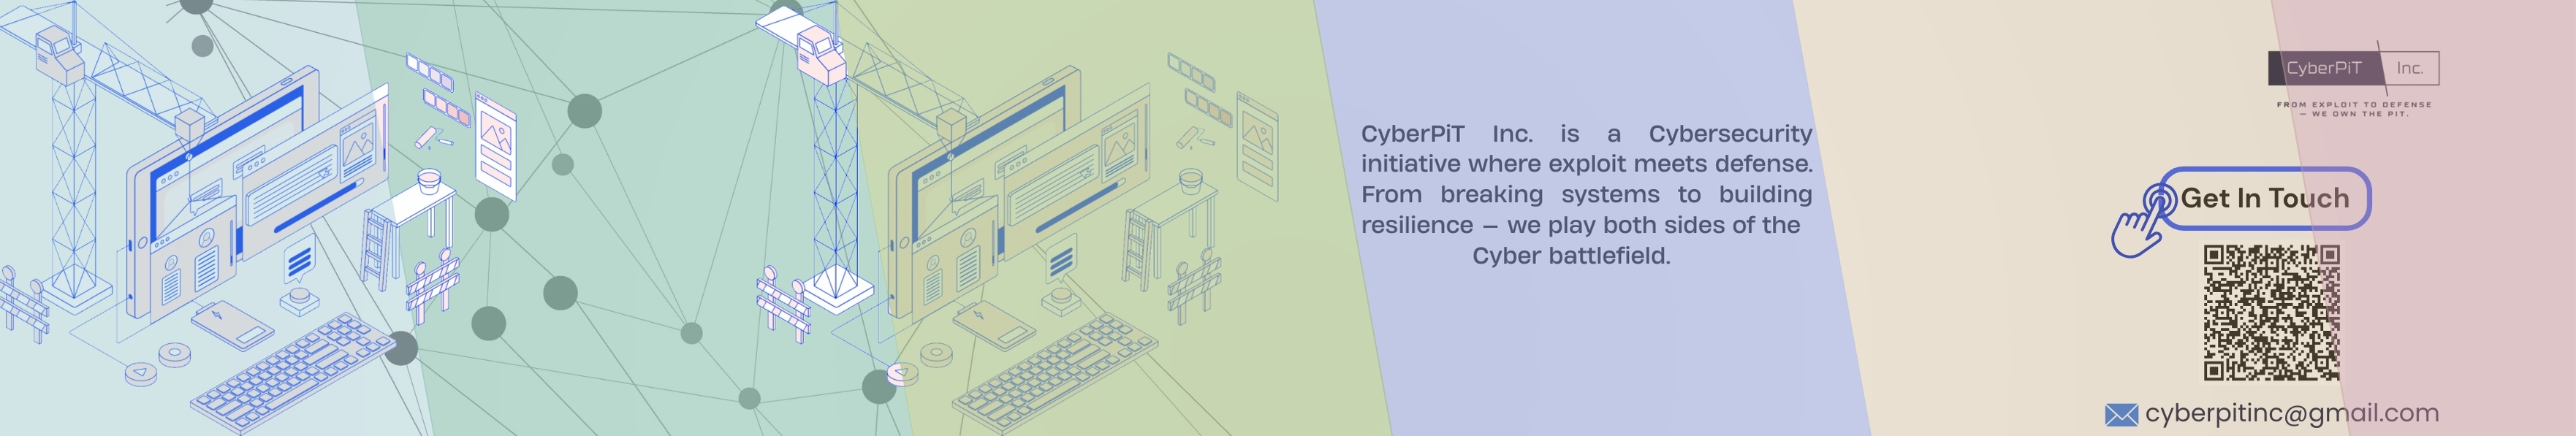 CyberPiT Inc.
FROM EXPLOIT TO DEFENSE
— WE OWN THE PIT.
CyberPiT Inc. is a Cybersecurity
initiative where exploit meets defense.
From breaking systems to building
resilience – we play both sides of the
Cyber battlefield.
Get In Touch
cyberpitinc@gmail.com